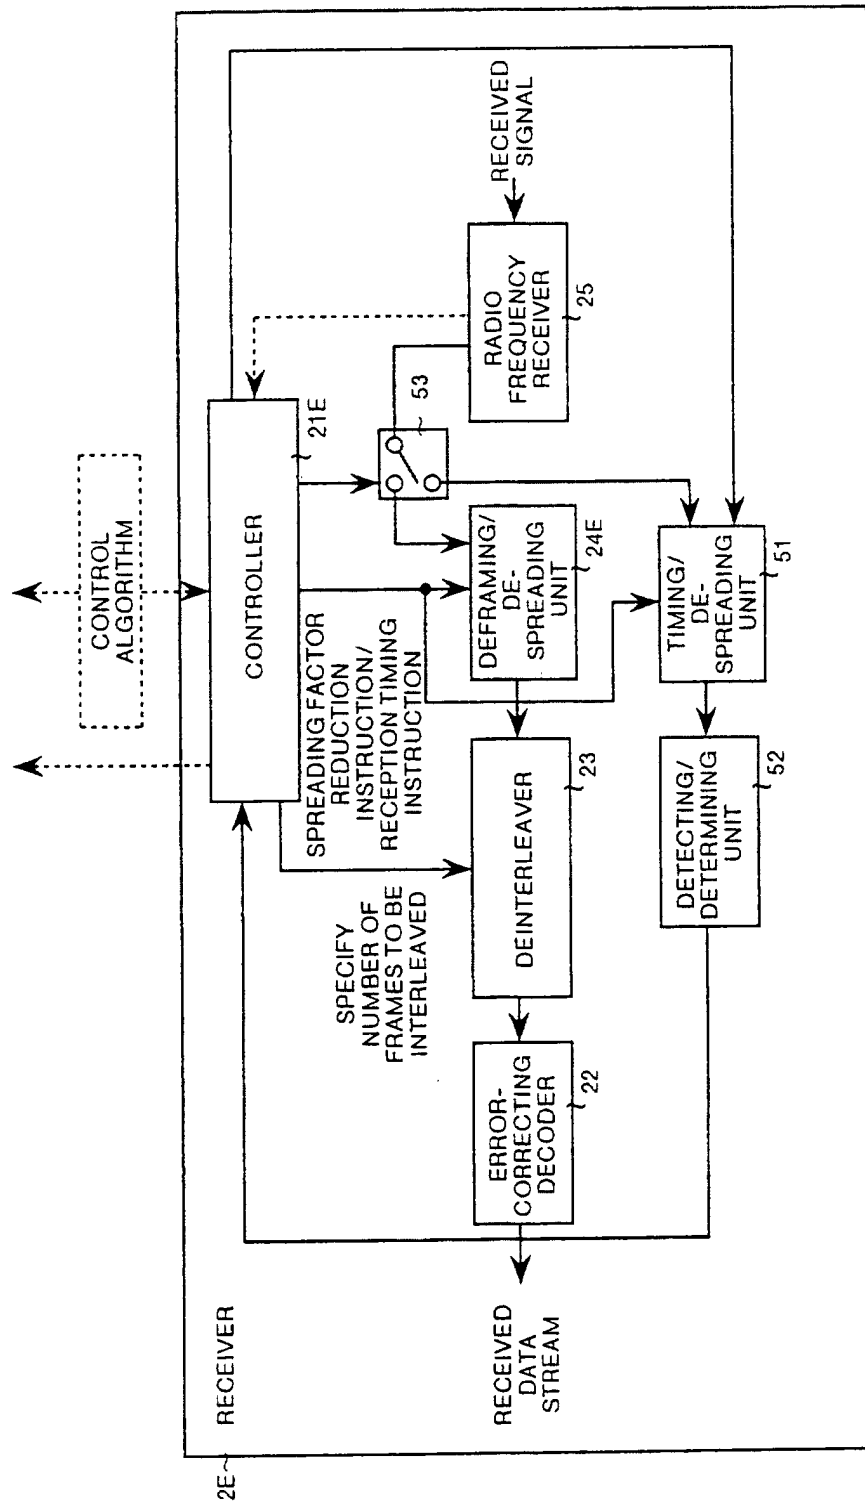 2E
RECEIVER
CONTROL
ALGORITHM
CONTROLLER
21E
SPREADING FACTOR
REDUCTION
INSTRUCTION/
RECEPTION TIMING
INSTRUCTION
SPECIFY
NUMBER OF
FRAMES TO BE
INTERLEAVED
53
RECEIVED
SIGNAL
RADIO
FREQUENCY
RECEIVER
25
DEFRAMING/
DE-
SPREADING
UNIT
24E
DEINTERLEAVER
23
ERROR-
CORRECTING
DECODER
22
RECEIVED
DATA
STREAM
TIMING/
DE-
SPREADING
UNIT
51
DETECTING/
DETERMINING
UNIT
52